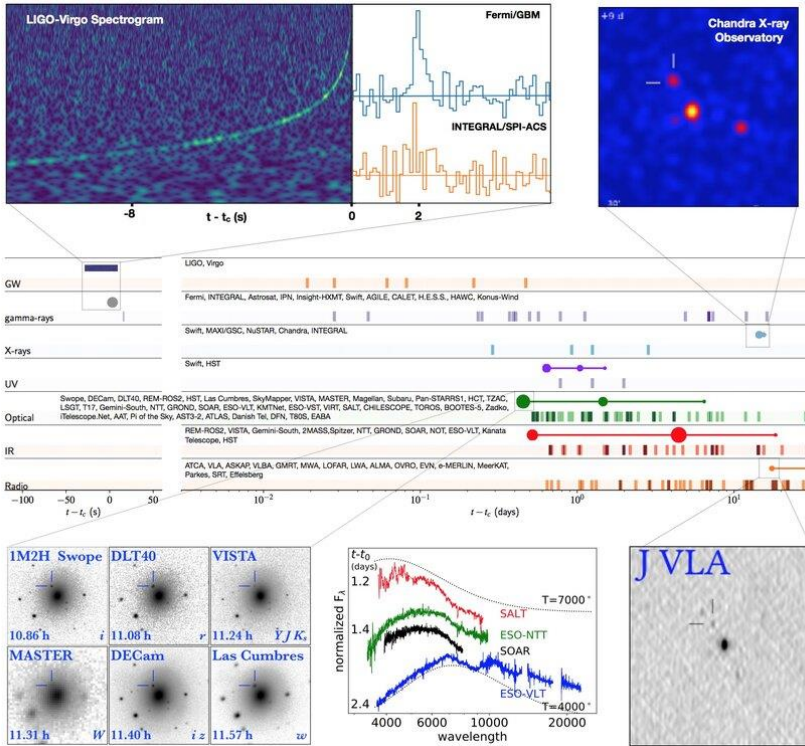 LIGO-Virgo Spectrogram
Fermi/GBM
INTEGRAL/SPI-ACS
-8
0
2
t - t_c (s)
t - t_c (s)
+9 d
Chandra X-ray
Observatory
30"
LIGO, Virgo
GW
Fermi, INTEGRAL, Astrosat, IPN, Insight-HXMT, Swift, AGILE, CALET, H.E.S.S., HAWC, Konus-Wind
gamma-rays
Swift, MAXI/GSC, NuSTAR, Chandra, INTEGRAL
X-rays
Swift, HST
UV
Swope, DECam, DLT40, REM-ROS2, HST, Las Cumbres, SkyMapper, VISTA, MASTER, Magellan, Subaru, Pan-STARRS1, HCT, TZAC,
LSGT, T17, Gemini-South, NTT, GROND, SOAR, ESO-VLT, KMTNet, ESO-VST, VIRT, SALT, CHILESCOPE, TOROS, BOOTES-5, Zadko,
iTelescope.Net, AAT, Pi of the Sky, AST3-2, ATLAS, Danish Tel, DFN, T80S, EABA
Optical
REM-ROS2, VISTA, Gemini-South, 2MASS,Spitzer, NTT, GROND, SOAR, NOT, ESO-VLT, Kanata
Telescope, HST
IR
ATCA, VLA, ASKAP, VLBA, GMRT, MWA, LOFAR, LWA, ALMA, OVRO, EVN, e-MERLIN, MeerKAT,
Parkes, SRT, Effelsberg
Radio
-100 -50 0 50
10⁻² 10⁻¹ 10⁰ 10¹
t - t_c (s)
t - t_c (days)
1M2H Swope
10.86 h i
DLT40
11.08 h r
VISTA
11.24 h YJK_s
MASTER
11.31 h W
DECam
11.40 h iz
Las Cumbres
11.57 h w
t-t₀
(days)
1.2
1.4
2.4
normalized F_λ
T=7000°
SALT
ESO-NTT
SOAR
ESO-VLT
T=4000°
4000 6000 10000 20000
wavelength
J VLA